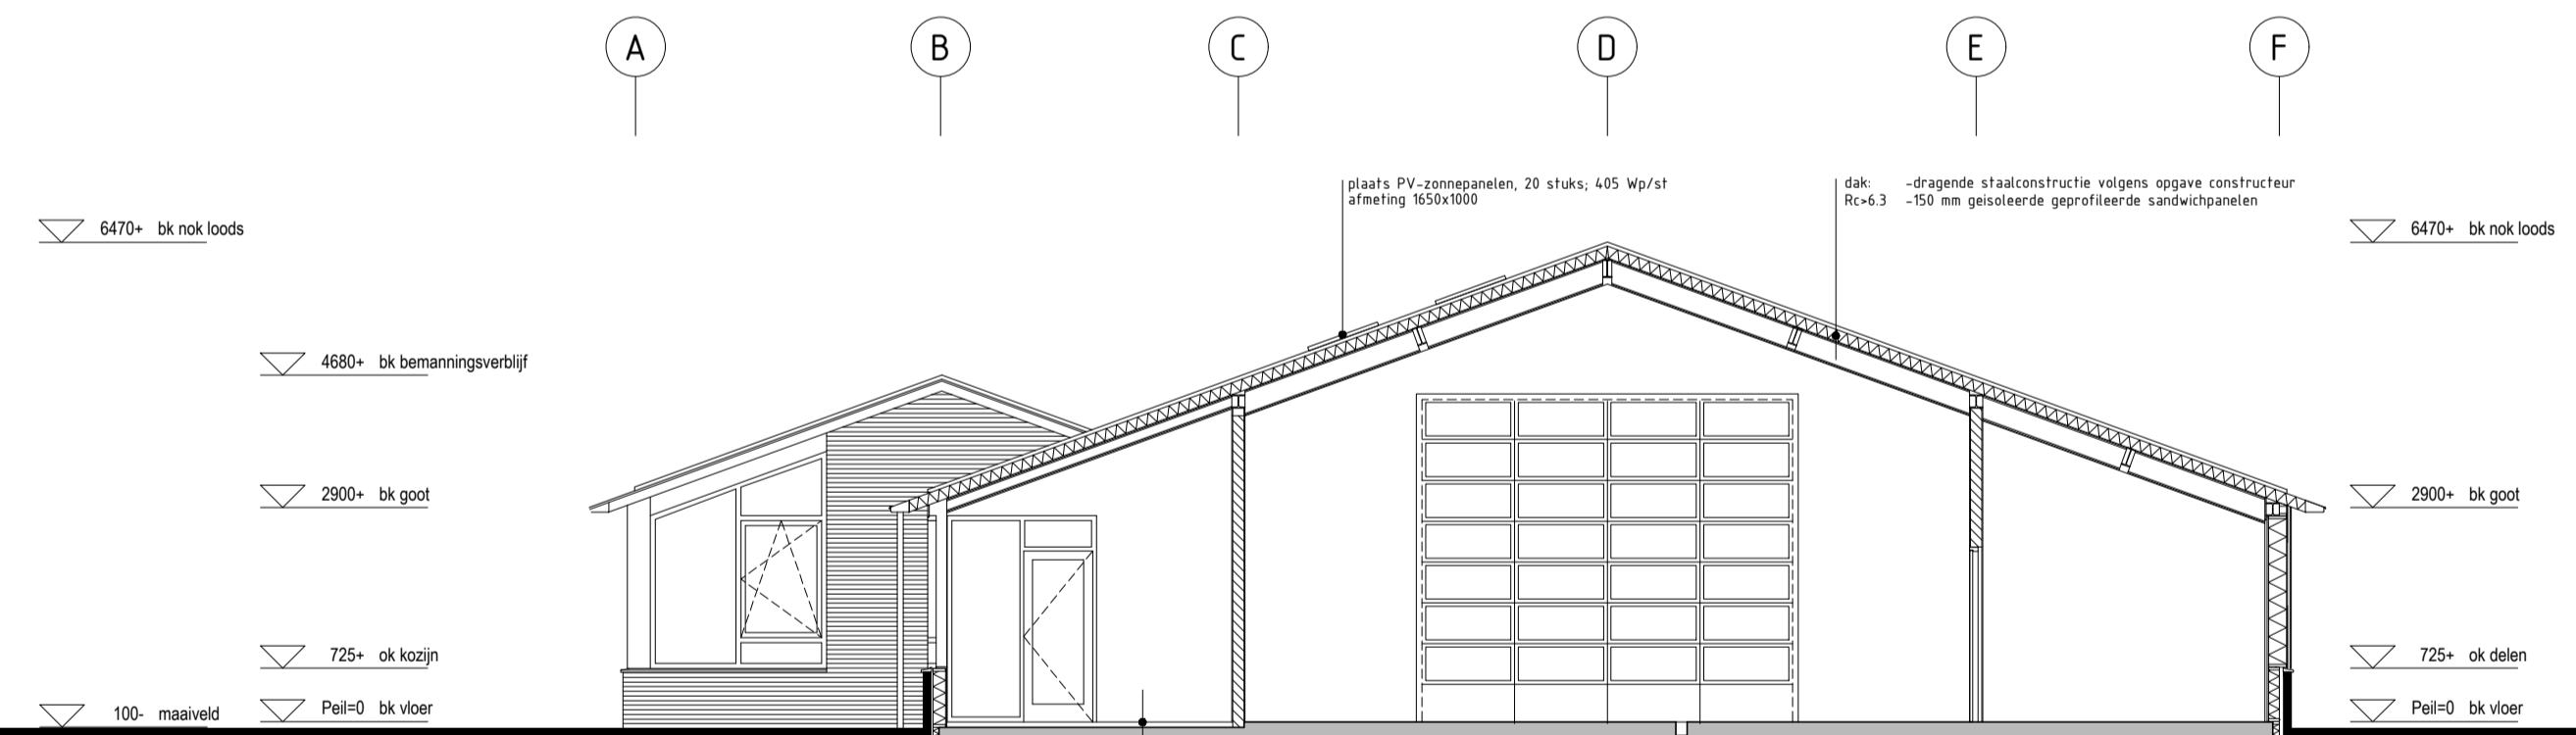 A B C D E F
plaats PV-zonnepanelen, 20 stuks; 405 Wp/st
afmeting 1650x1000
dak: -dragende staalconstructie volgens opgave constructeur
Rc>6.3 -150 mm geisoleerde geprofileerde sandwichpanelen
6470+ bk nok loods
6470+ bk nok loods
4680+ bk bemanningsverblijf
2900+ bk goot
2900+ bk goot
725+ ok kozijn
725+ ok delen
100- maaiveld
Peil=0 bk vloer
Peil=0 bk vloer